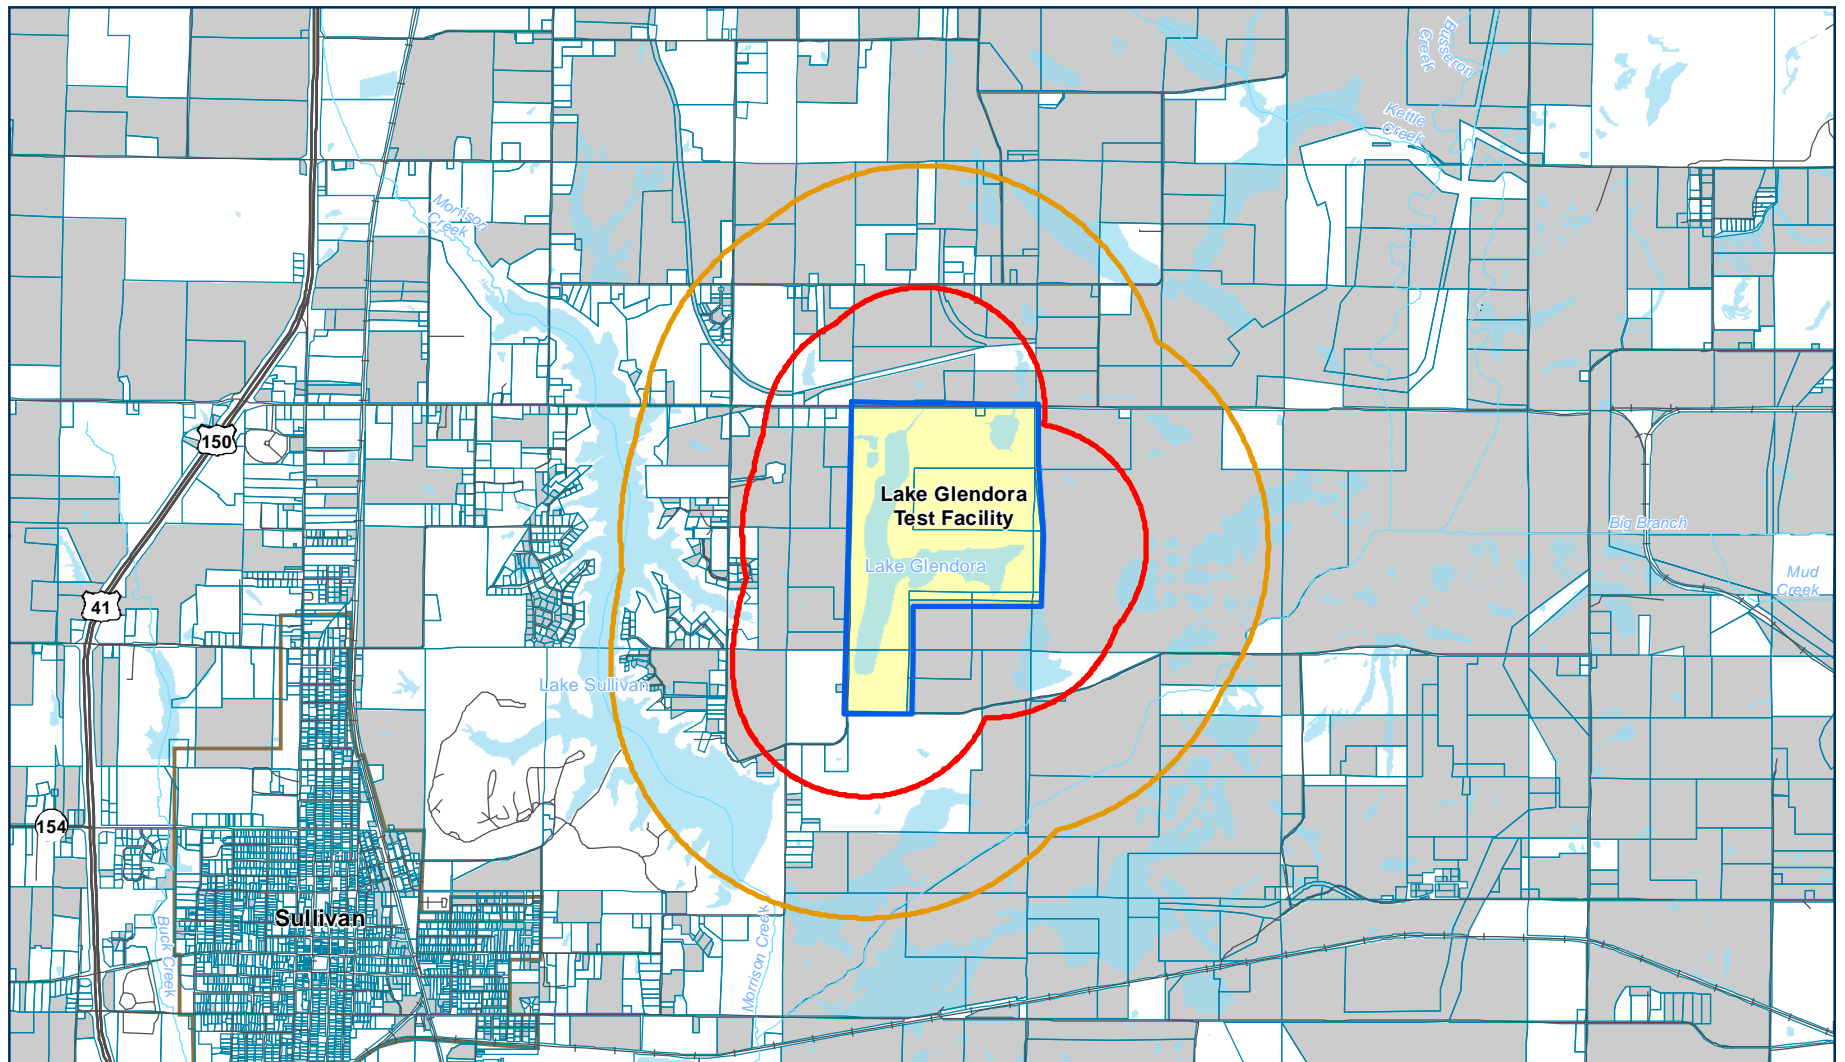 Busseron
Creek
Kettle
Creek
Morrison
Creek
150
Lake Glendora
Test Facility
Big Branch
Lake Glendora
Mud
Creek
41
Lake Sullivan
154
Sullivan
Buck Creek
Morrison Creek